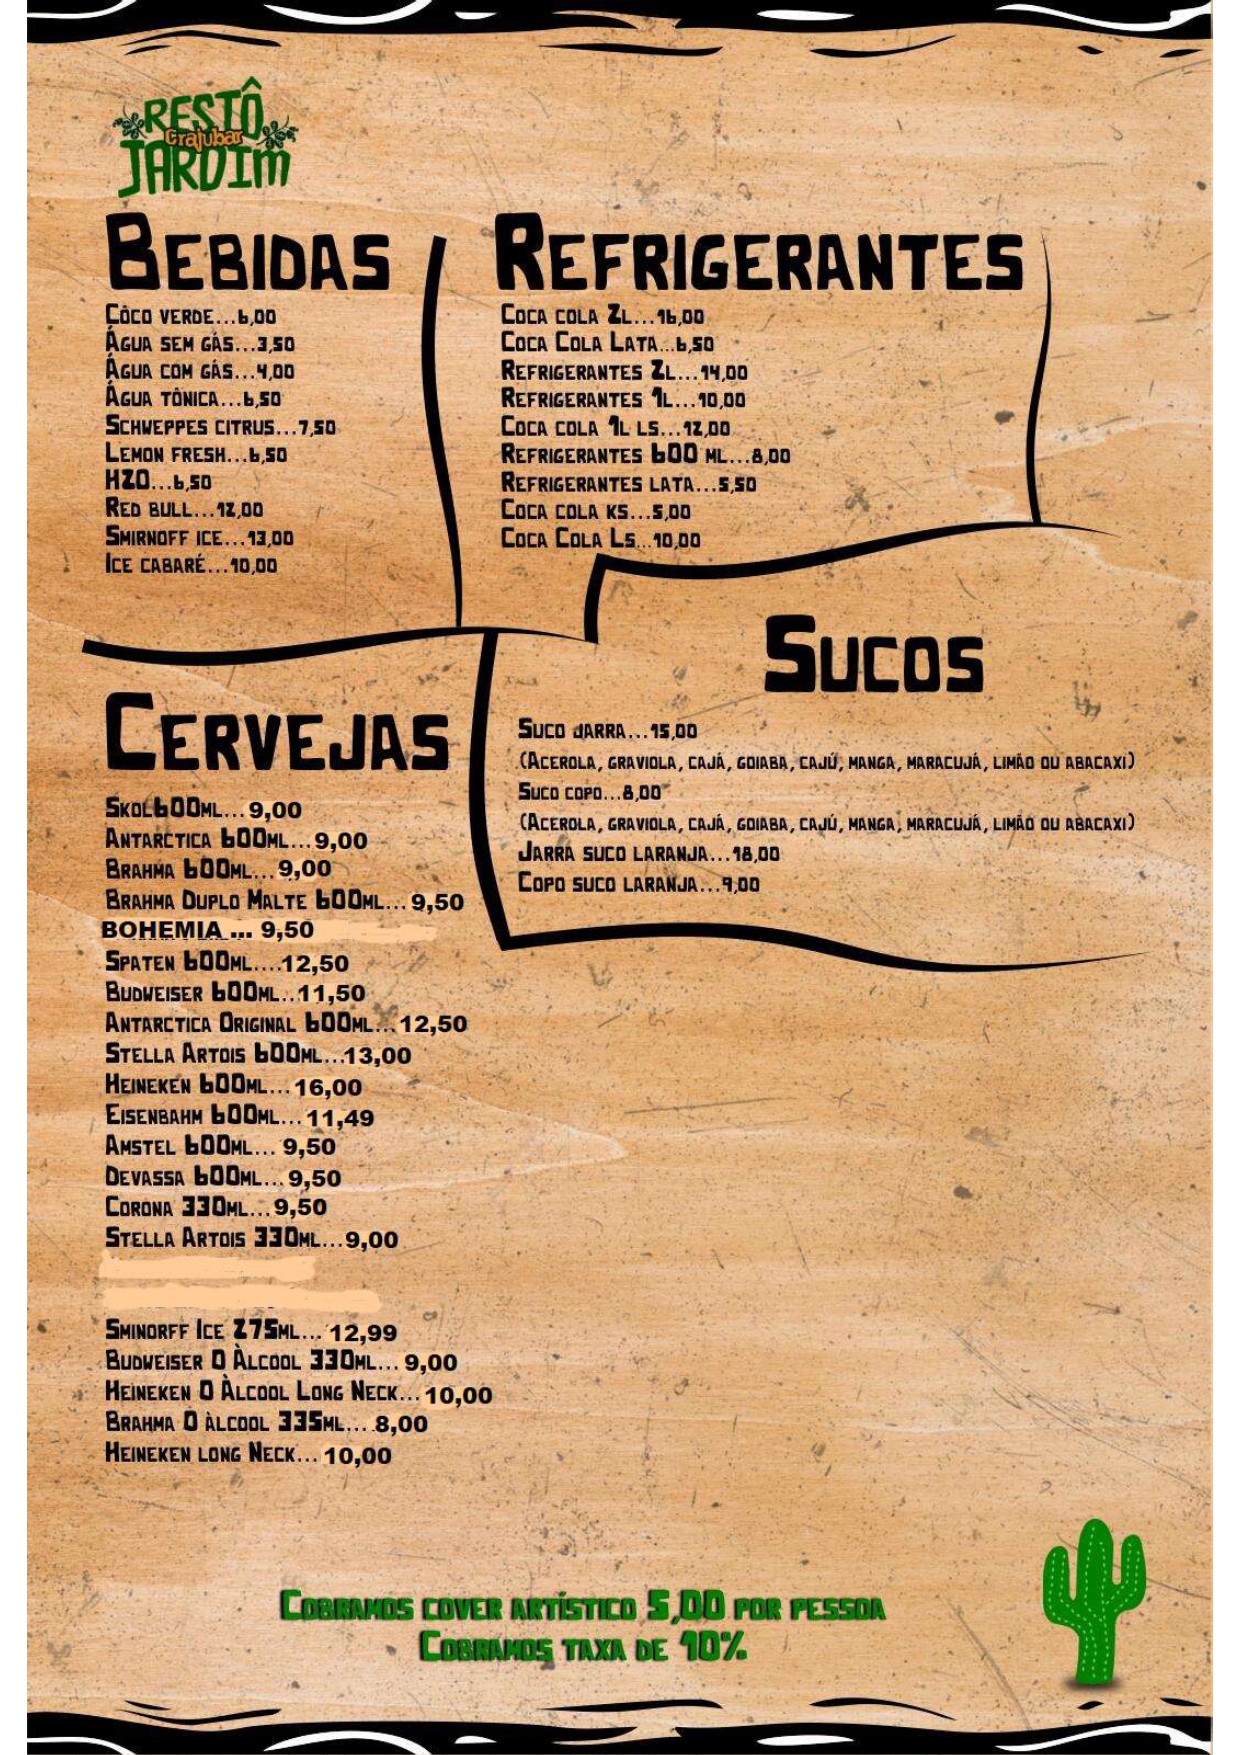 RESTÔ
Crajubar
JARDIM
BEBIDAS
CÔCO VERDE...6,00
ÁGUA SEM GÁS...3,50
ÁGUA COM GÁS...4,00
ÁGUA TÔNICA...6,50
SCHWEPPES CITRUS...7,50
LEMON FRESH...6,50
H2O...6,50
RED BULL...12,00
SMIRNOFF ICE...13,00
ICE CABARÉ...10,00
REFRIGERANTES
COCA COLA 2L...16,00
COCA COLA LATA...6,50
REFRIGERANTES 2L...14,00
REFRIGERANTES 1L...10,00
COCA COLA 1L LS...12,00
REFRIGERANTES 600 ML...8,00
REFRIGERANTES LATA...5,50
COCA COLA KS...5,00
COCA COLA LS...10,00
SUCOS
SUCO JARRA...15,00
(ACEROLA, GRAVIOLA, CAJÁ, GOIABA, CAJÚ, MANGA, MARACUJÁ, LIMÃO OU ABACAXI)
SUCO COPO...8,00
(ACEROLA, GRAVIOLA, CAJÁ, GOIABA, CAJÚ, MANGA, MARACUJÁ, LIMÃO OU ABACAXI)
JARRA SUCO LARANJA...18,00
COPO SUCO LARANJA...9,00
CERVEJAS
SKOL600ML...9,00
ANTARCTICA 600ML...9,00
BRAHMA 600ML...9,00
BRAHMA DUPLO MALTE 600ML...9,50
BOHEMIA ... 9,50
SPATEN 600ML....12,50
BUDWEISER 600ML...11,50
ANTARCTICA ORIGINAL 600ML...12,50
STELLA ARTOIS 600ML...13,00
HEINEKEN 600ML...16,00
EISENBAHM 600ML...11,49
AMSTEL 600ML... 9,50
DEVASSA 600ML...9,50
CORONA 330ML...9,50
STELLA ARTOIS 330ML...9,00
SMINORFF ICE 275ML...12,99
BUDWEISER 0 ÀLCOOL 330ML... 9,00
HEINEKEN 0 ÀLCOOL LONG NECK...10,00
BRAHMA 0 ÀLCOOL 335ML....8,00
HEINEKEN LONG NECK...10,00
COBRAMOS COVER ARTÍSTICO 5,00 POR PESSOA
COBRAMOS TAXA DE 10%